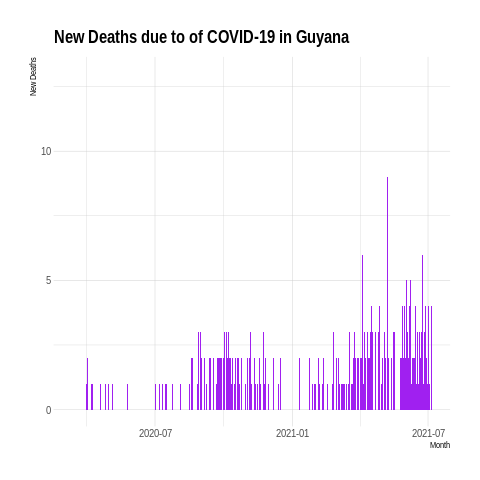 New Deaths due to of COVID-19 in Guyana
New Deaths
10
5
0
2020-07
2021-01
2021-07
Month